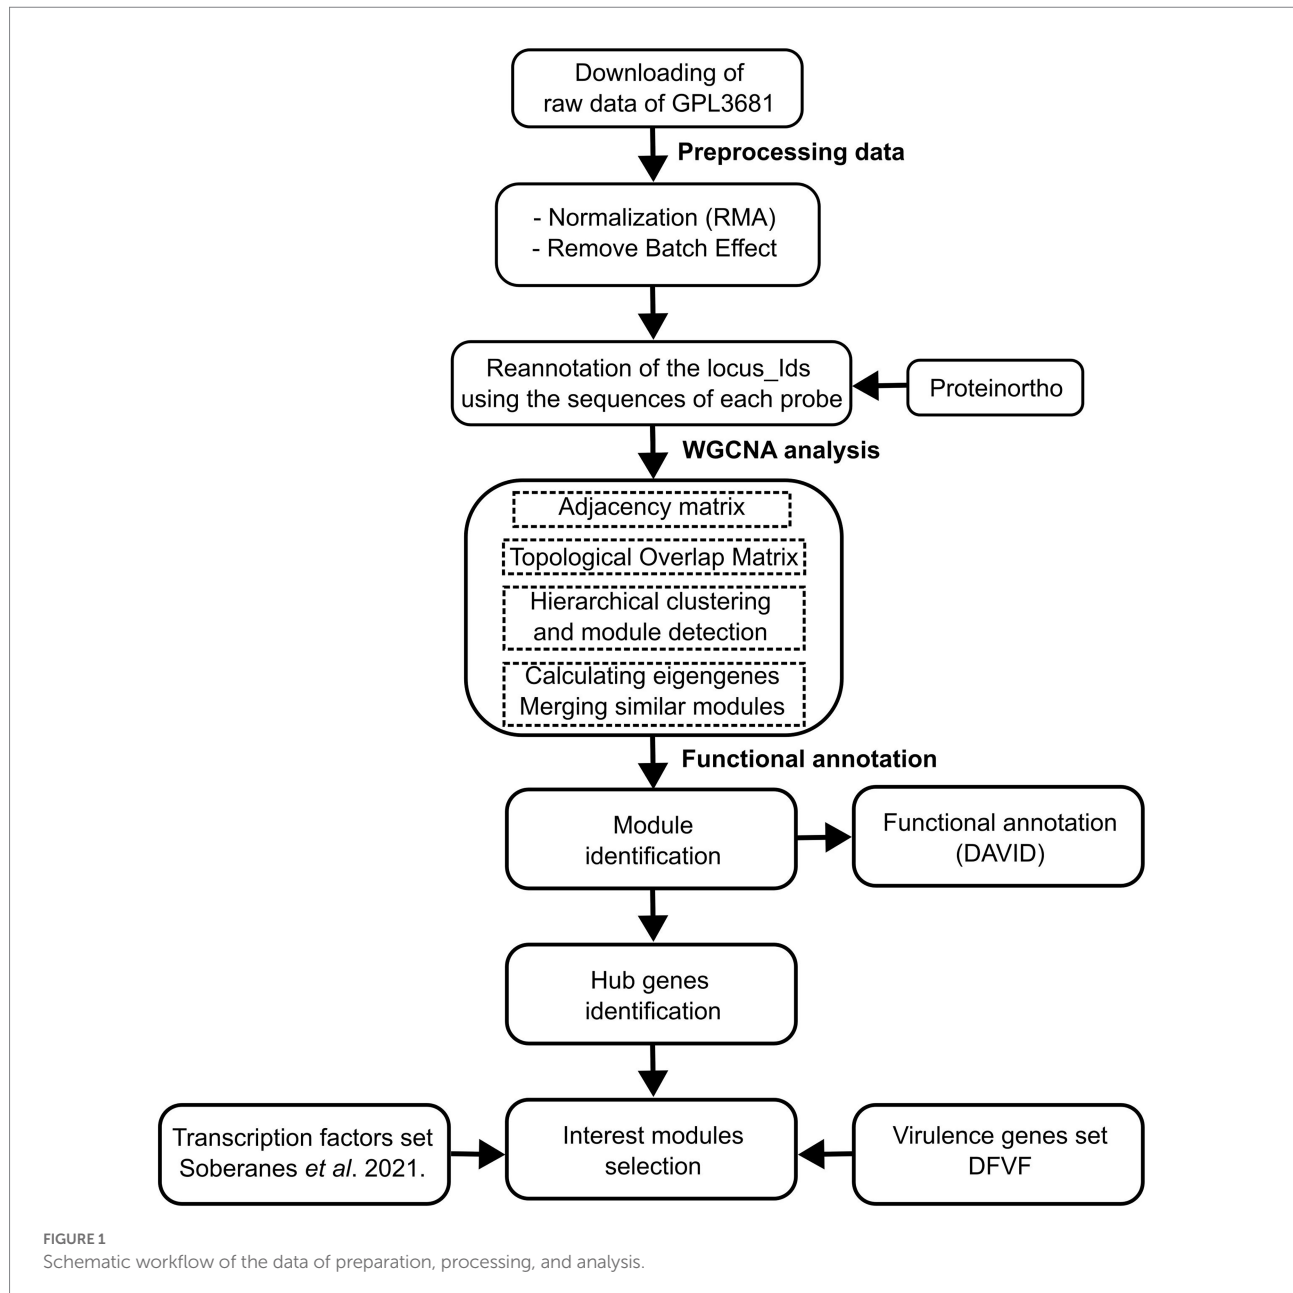 Downloading of
raw data of GPL3681
Preprocessing data
- Normalization (RMA)
- Remove Batch Effect
Reannotation of the locus_Ids
using the sequences of each probe
Proteinortho
WGCNA analysis
Adjacency matrix
Topological Overlap Matrix
Hierarchical clustering
and module detection
Calculating eigengenes
Merging similar modules
Functional annotation
Module
identification
Functional annotation
(DAVID)
Hub genes
identification
Transcription factors set
Soberanes et al. 2021.
Interest modules
selection
Virulence genes set
DFVF
FIGURE 1
Schematic workflow of the data of preparation, processing, and analysis.